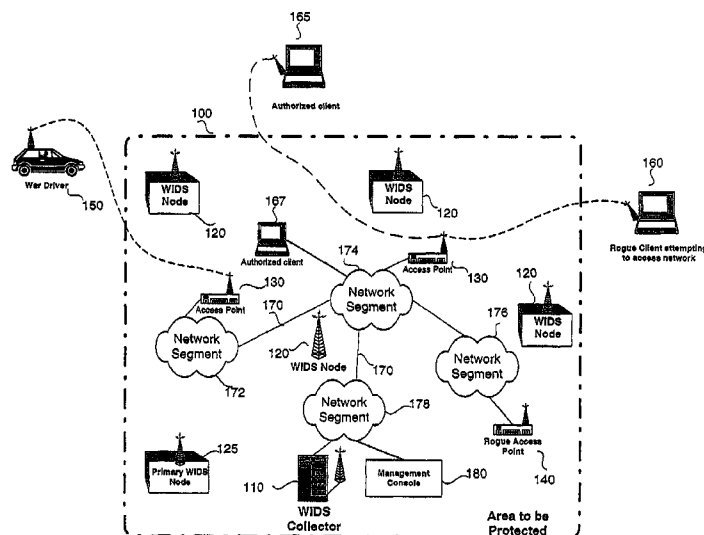 165
Authorized client
100
War Driver
150
WIDS
Node
120
WIDS
Node
120
160
Rogue Client attempting
to access network
167
Authorized client
174
Access Point
130
130
Access Point
170
Network
Segment
120
WIDS
Node
176
Network
Segment
172
120
WIDS Node
170
Network
Segment
Network
Segment
178
125
Primary WIDS
Node
110
WIDS
Collector
Management
Console
180
Rogue Access
Point
140
Area to be
Protected